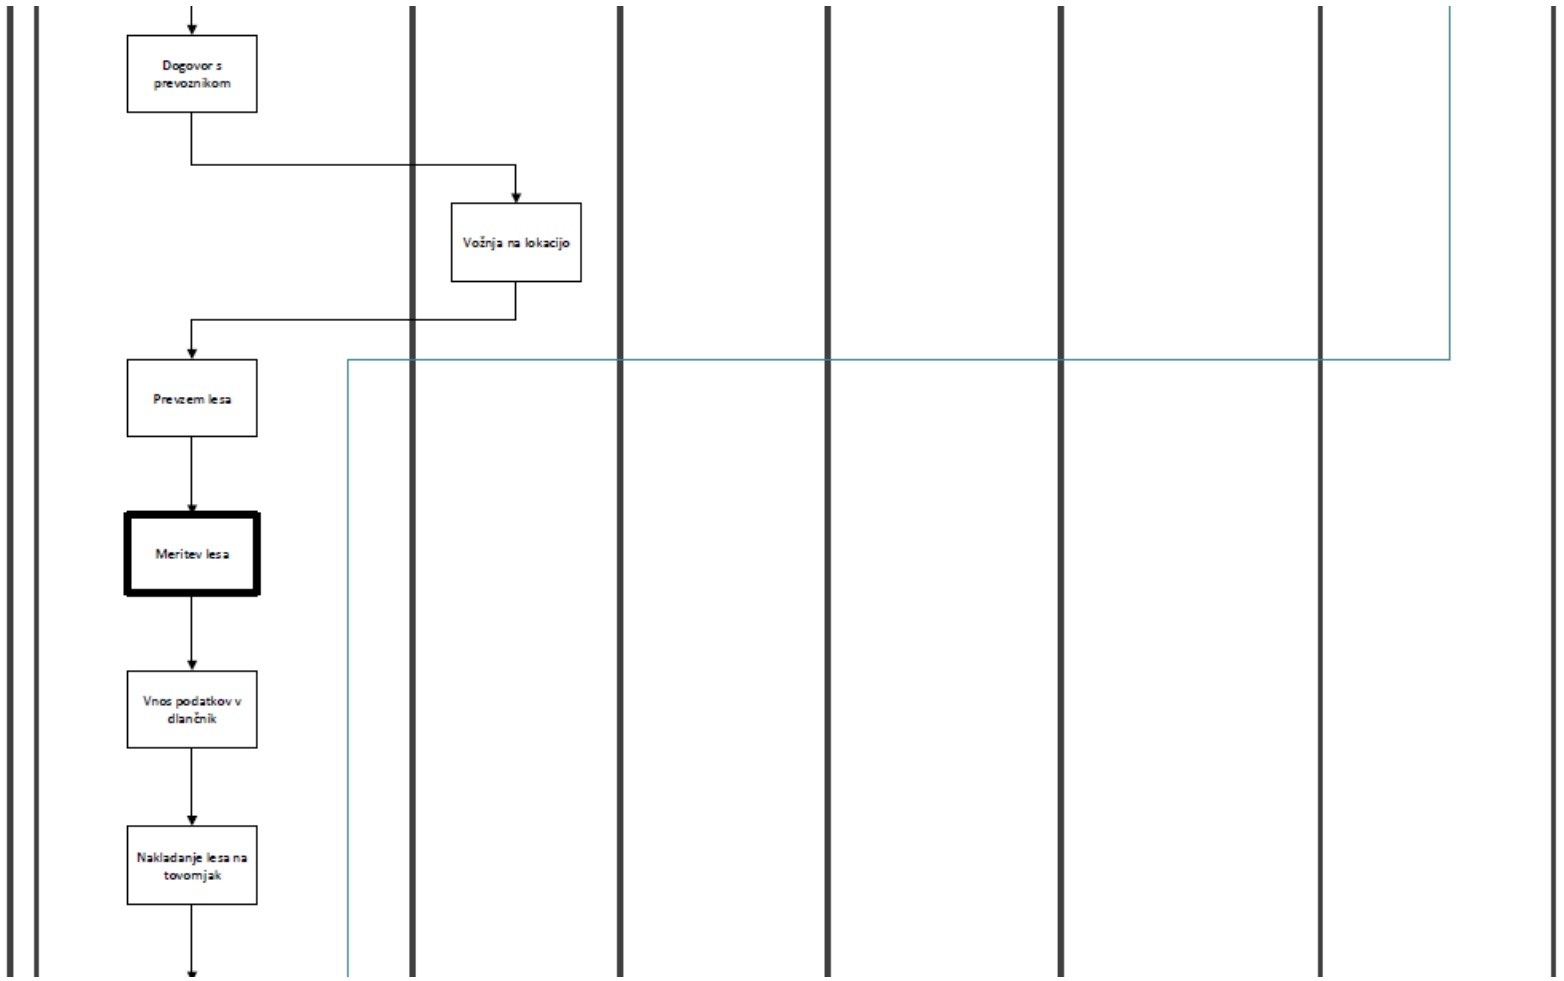 Dogovor s
prevoznikom
Vožnja na lokacijo
Prevzem lesa
Meritev lesa
Vnos podatkov v
dlančnik
Nakladanje lesa na
tovornjak